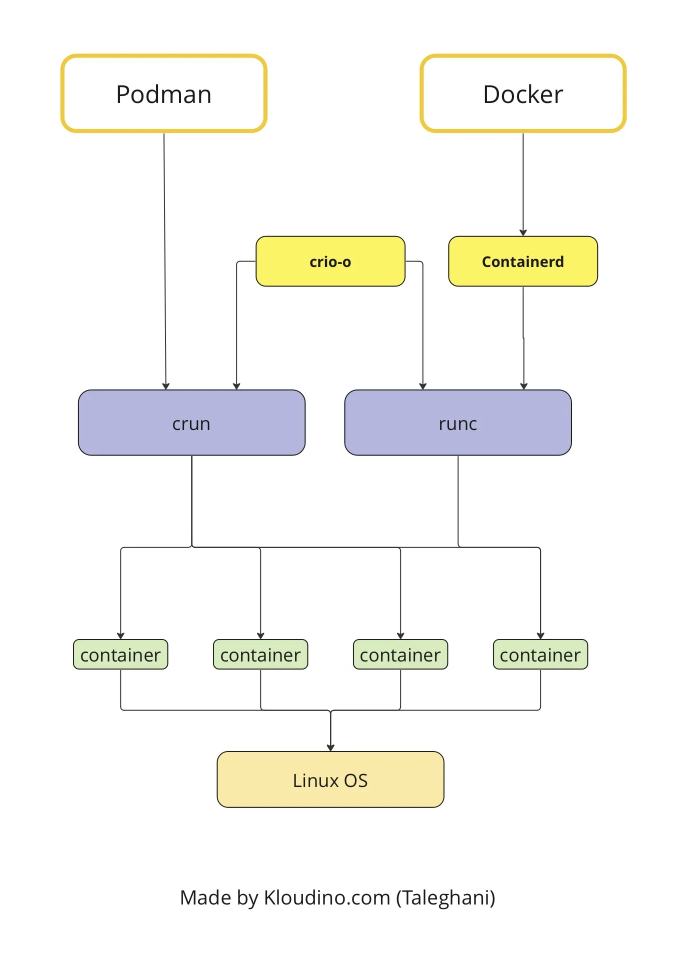 Podman
Docker
crio-o
Containerd
crun
runc
container
container
container
container
Linux OS
Made by Kloudino.com (Taleghani)